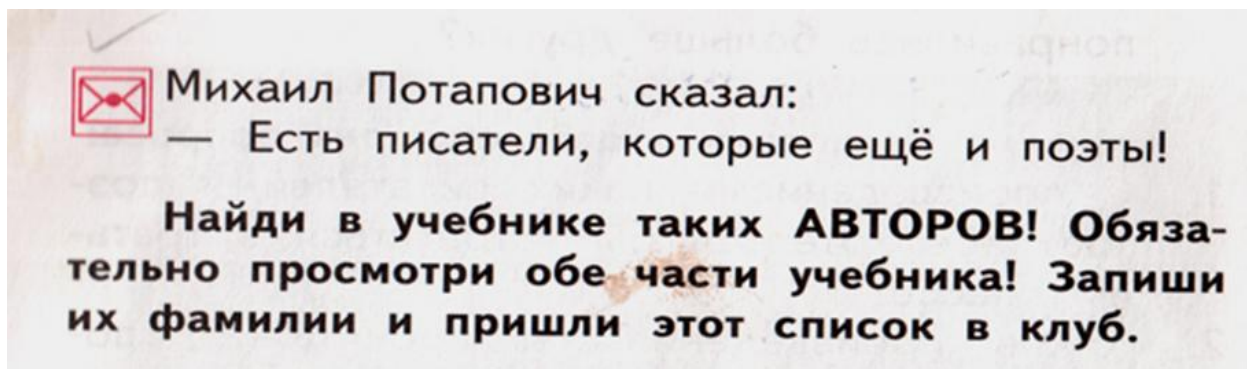 Михаил Потапович сказал:
— Есть писатели, которые ещё и поэты!
Найди в учебнике таких АВТОРОВ! Обяза-
тельно просмотри обе части учебника! Запиши
их фамилии и пришли этот список в клуб.